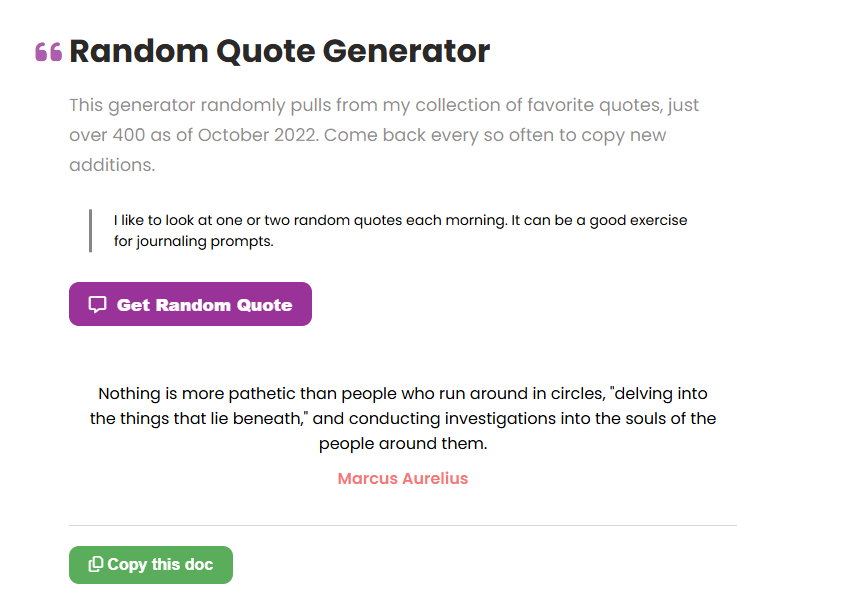 ❝ Random Quote Generator
This generator randomly pulls from my collection of favorite quotes, just
over 400 as of October 2022. Come back every so often to copy new
additions.
I like to look at one or two random quotes each morning. It can be a good exercise
for journaling prompts.
Get Random Quote
Nothing is more pathetic than people who run around in circles, "delving into
the things that lie beneath," and conducting investigations into the souls of the
people around them.
Marcus Aurelius
Copy this doc